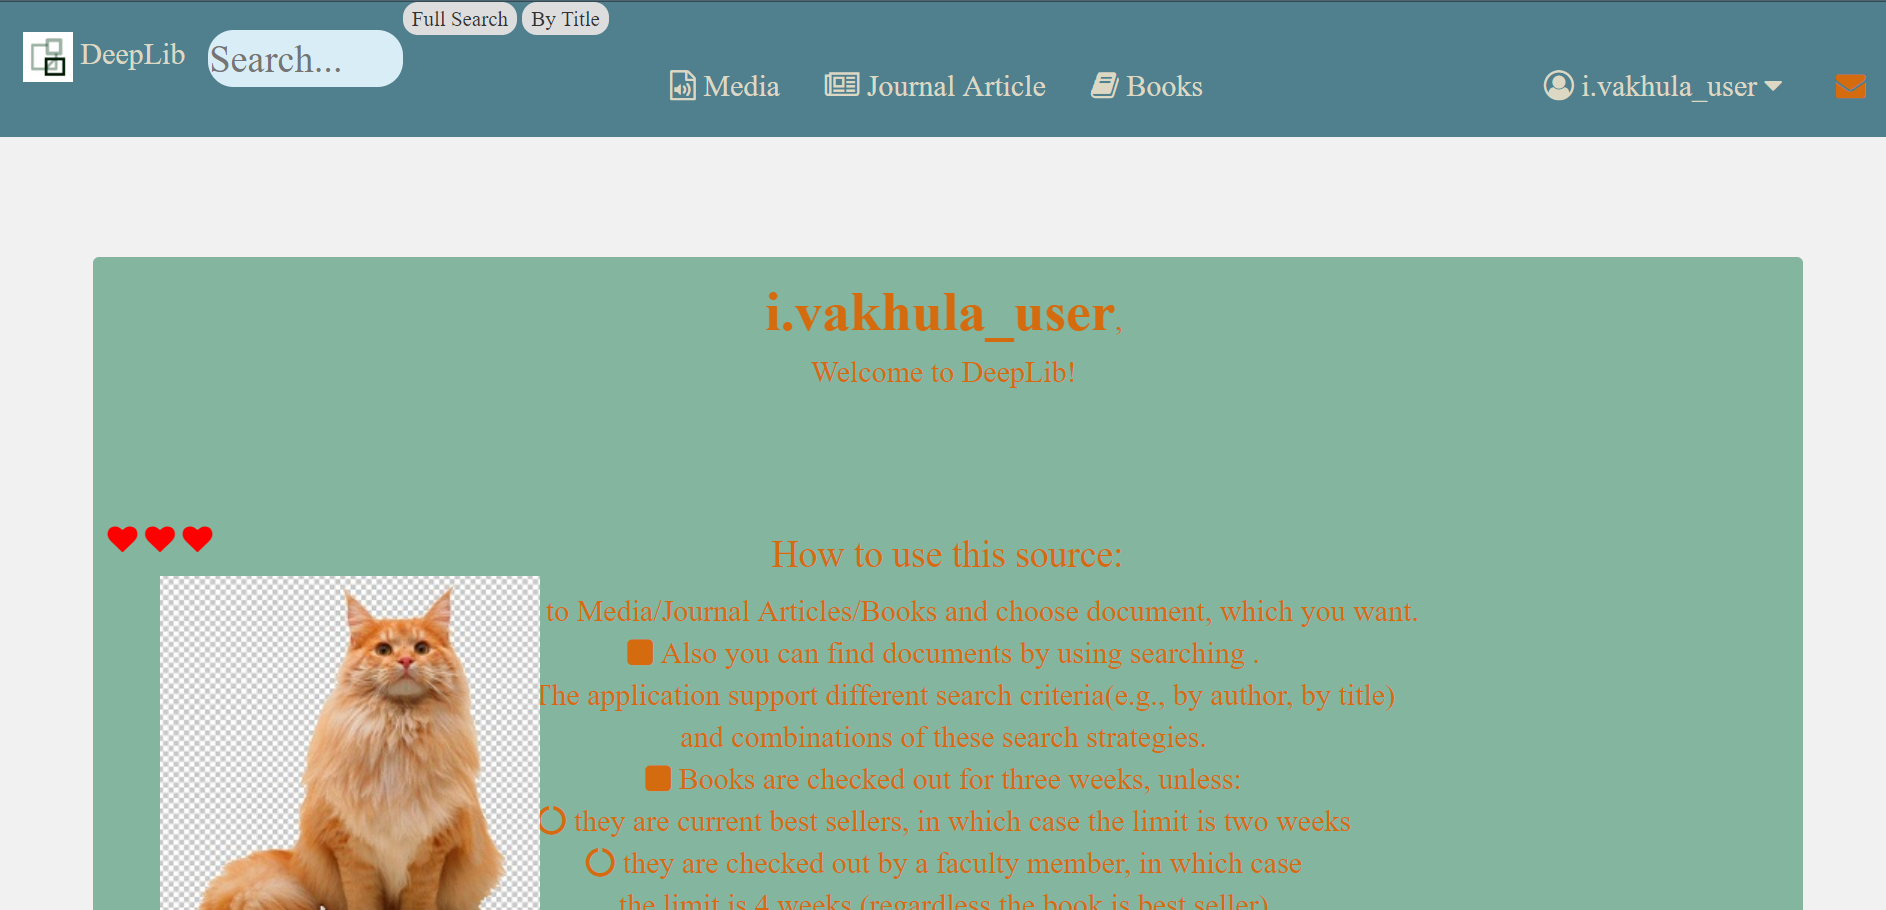 Full Search By Title
DeepLib Search...
Media Journal Article Books i.vakhula_user
i.vakhula_user,
Welcome to DeepLib!
How to use this source:
to Media/Journal Articles/Books and choose document, which you want.
Also you can find documents by using searching .
The application support different search criteria(e.g., by author, by title)
and combinations of these search strategies.
Books are checked out for three weeks, unless:
they are current best sellers, in which case the limit is two weeks
they are checked out by a faculty member, in which case
the limit is 4 weeks (regardless the book is best seller)